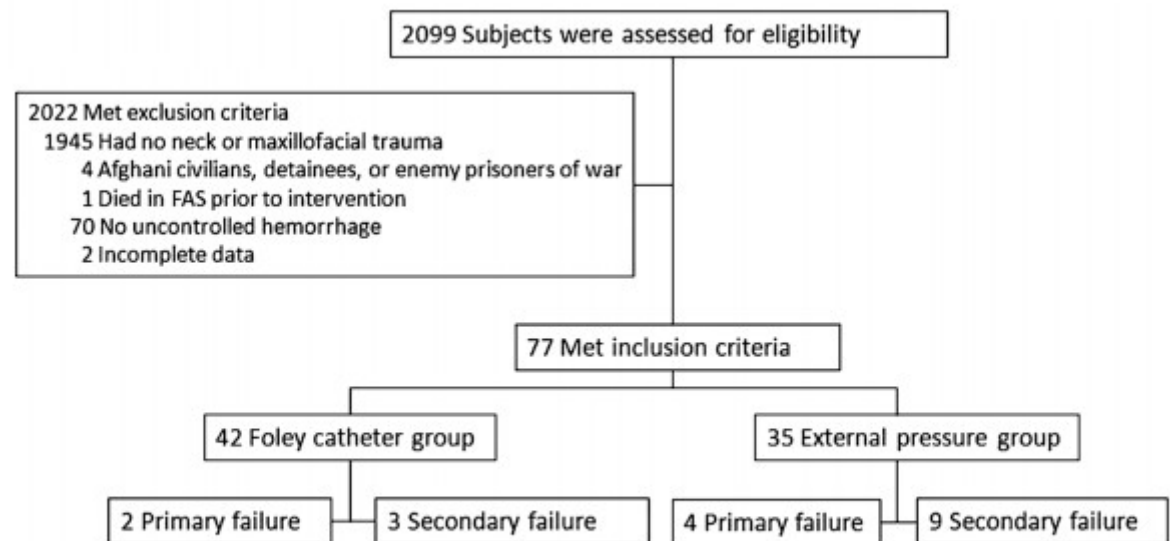 2099 Subjects were assessed for eligibility
2022 Met exclusion criteria
1945 Had no neck or maxillofacial trauma
4 Afghani civilians, detainees, or enemy prisoners of war
1 Died in FAS prior to intervention
70 No uncontrolled hemorrhage
2 Incomplete data
77 Met inclusion criteria
42 Foley catheter group
35 External pressure group
2 Primary failure
3 Secondary failure
4 Primary failure
9 Secondary failure